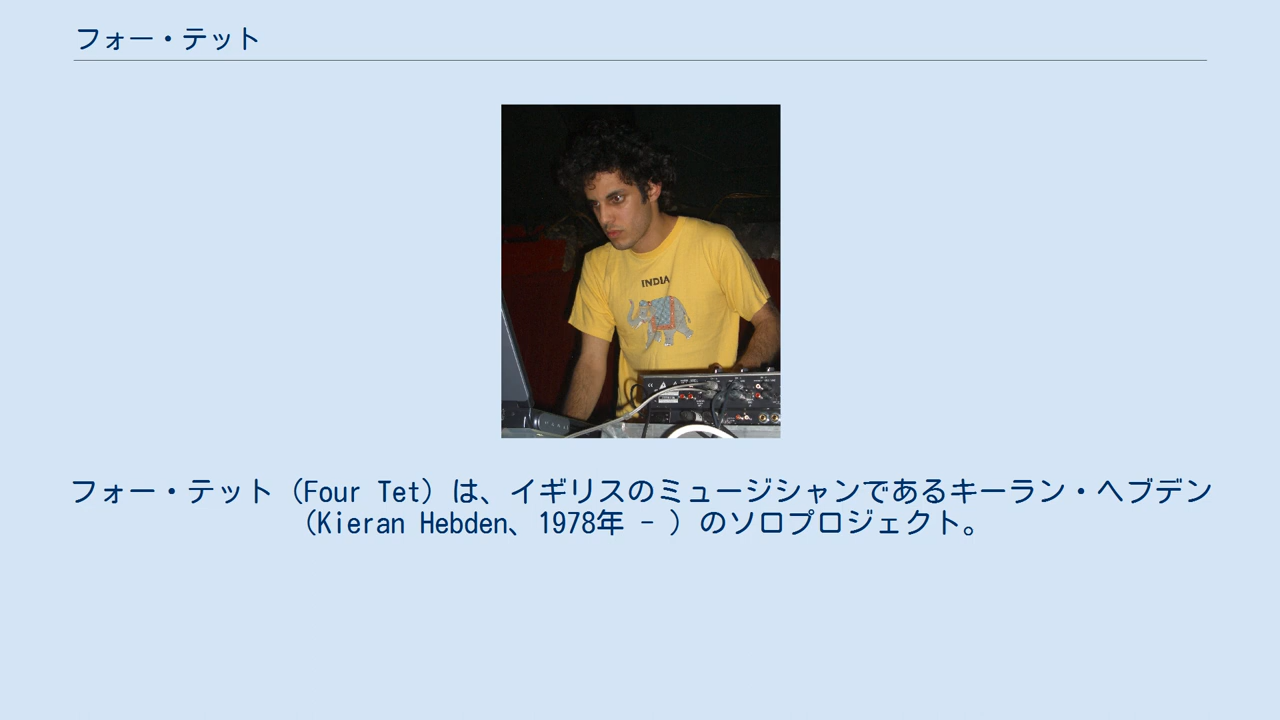 フォー・テット
INDIA
フォー・テット（Four Tet）は、イギリスのミュージシャンであるキーラン・ヘブデン
（Kieran Hebden、1978年 - ）のソロプロジェクト。